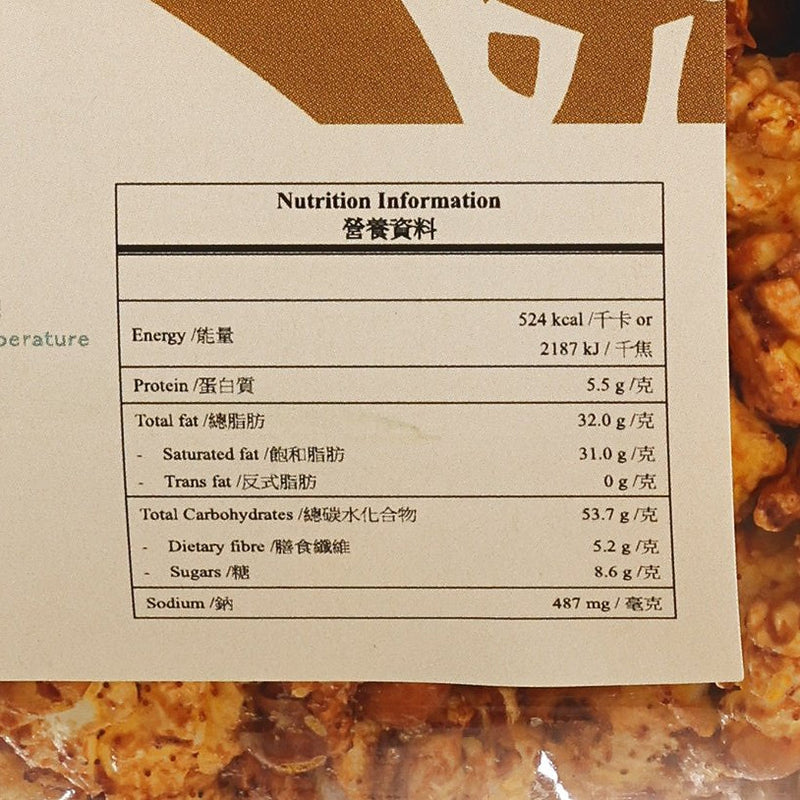 perature
Nutrition Information
營養資料
Energy /能量 524 kcal /千卡 or
2187 kJ / 千焦
Protein /蛋白質 5.5 g /克
Total fat /總脂肪 32.0 g /克
- Saturated fat /飽和脂肪 31.0 g /克
- Trans fat /反式脂肪 0 g /克
Total Carbohydrates /總碳水化合物 53.7 g /克
- Dietary fibre /膳食纖維 5.2 g /克
- Sugars /糖 8.6 g /克
Sodium /鈉 487 mg / 毫克